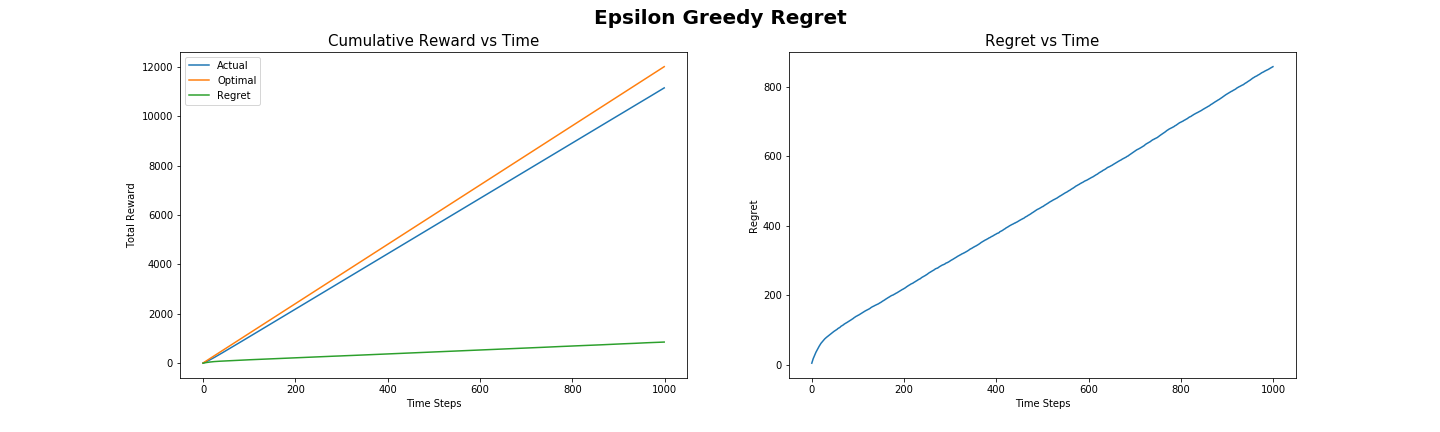 Epsilon Greedy Regret
Cumulative Reward vs Time
Actual
Optimal
Regret
12000
10000
8000
6000
4000
2000
0
Total Reward
0 200 400 600 800 1000
Time Steps
Regret vs Time
800
600
400
200
0
Regret
0 200 400 600 800 1000
Time Steps